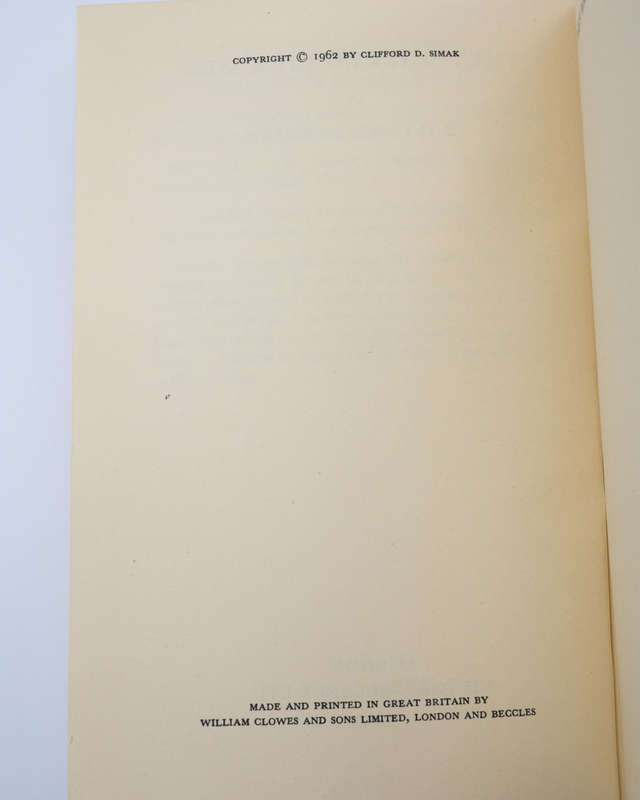 COPYRIGHT © 1962 BY CLIFFORD D. SIMAK
MADE AND PRINTED IN GREAT BRITAIN BY
WILLIAM CLOWES AND SONS LIMITED, LONDON AND BECCLES